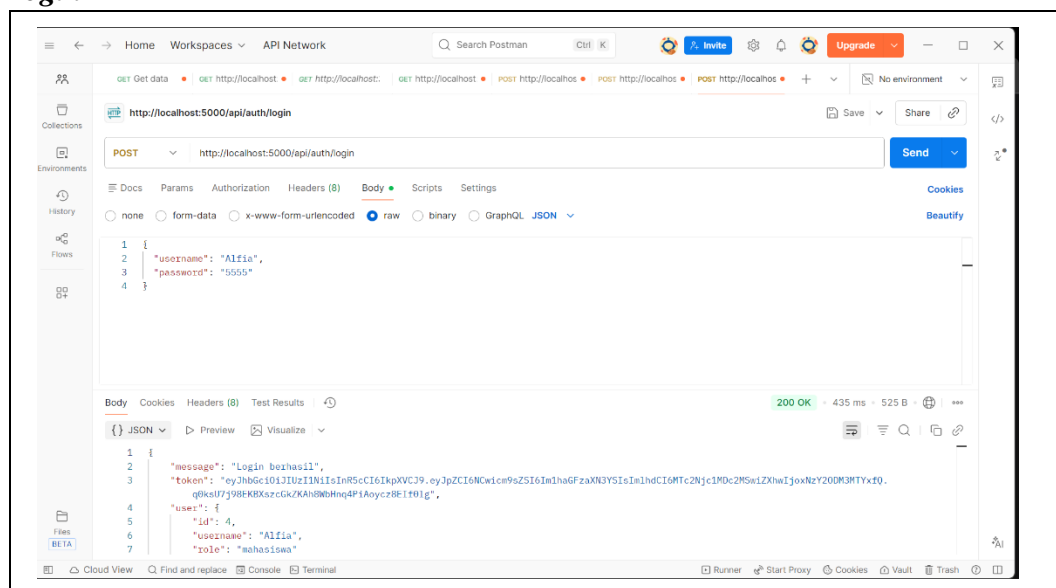 Home Workspaces API Network Search Postman Ctrl K Invite Upgrade
GET Get data GET http://localhost. GET http://localhost:. GET http://localhost POST http://localhos POST http://localhos POST http://localhos No environment
HTTP http://localhost:5000/api/auth/login Save Share
Collections
POST http://localhost:5000/api/auth/login Send
Environments
Docs Params Authorization Headers (8) Body Scripts Settings Cookies
History
none form-data x-www-form-urlencoded raw binary GraphQL JSON Beautify
Flows
1 {
2 "username": "Alfia",
3 "password": "5555"
4 }
Body Cookies Headers (8) Test Results 200 OK 435 ms 525 B
{} JSON Preview Visualize
1 {
2 "message": "Login berhasil",
3 "token":
4 "user": {
5 "id": 4,
6 "username": "Alfia",
7 "role": "mahasiswa"
Files
BETA
AI
Cloud View Find and replace Console Terminal Runner Start Proxy Cookies Vault Trash